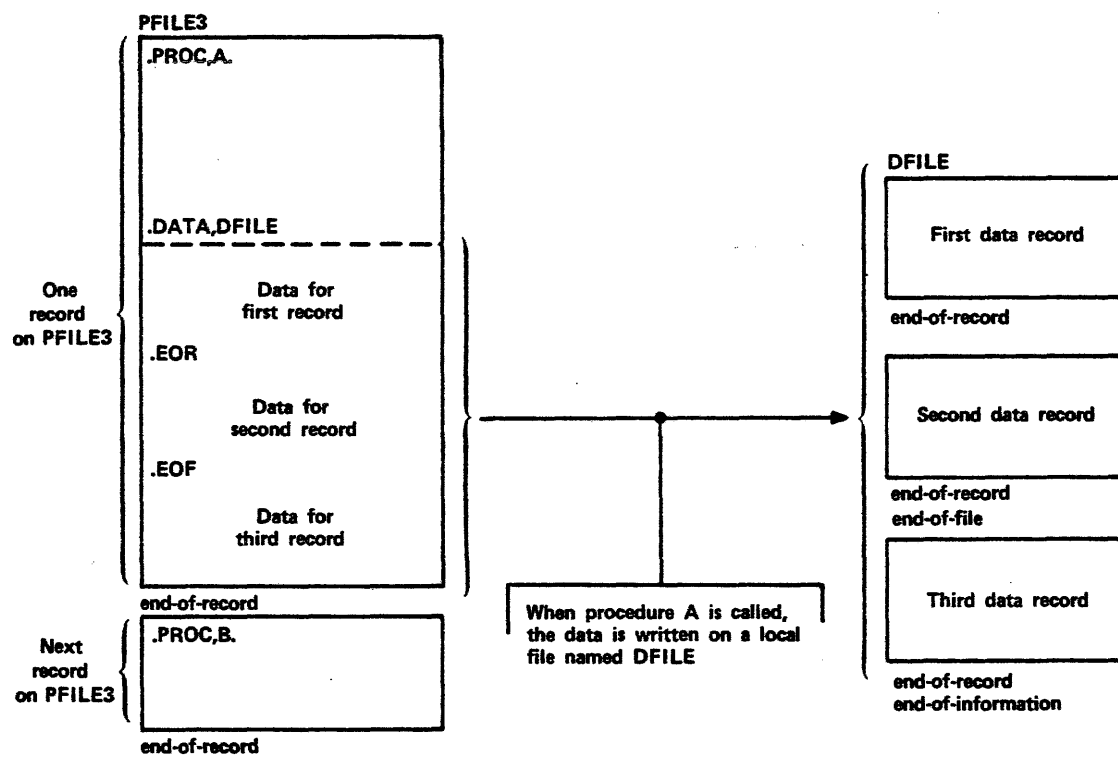 PFILE3
.PROC,A.
.DATA,DFILE
One
record
on PFILE3
Data for
first record
.EOR
Data for
second record
.EOF
Data for
third record
end-of-record
Next
record
on PFILE3
.PROC,B.
end-of-record
When procedure A is called,
the data is written on a local
file named DFILE
DFILE
First data record
end-of-record
Second data record
end-of-record
end-of-file
Third data record
end-of-record
end-of-information